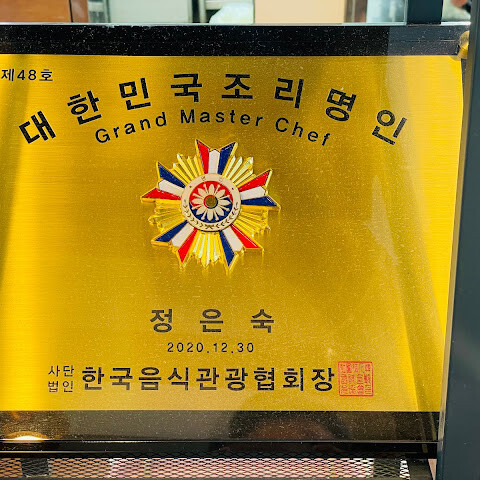 제48호
대한민국조리명인
Grand Master Chef
정은숙
2020.12.30
사단
법인 한국음식관광협회장